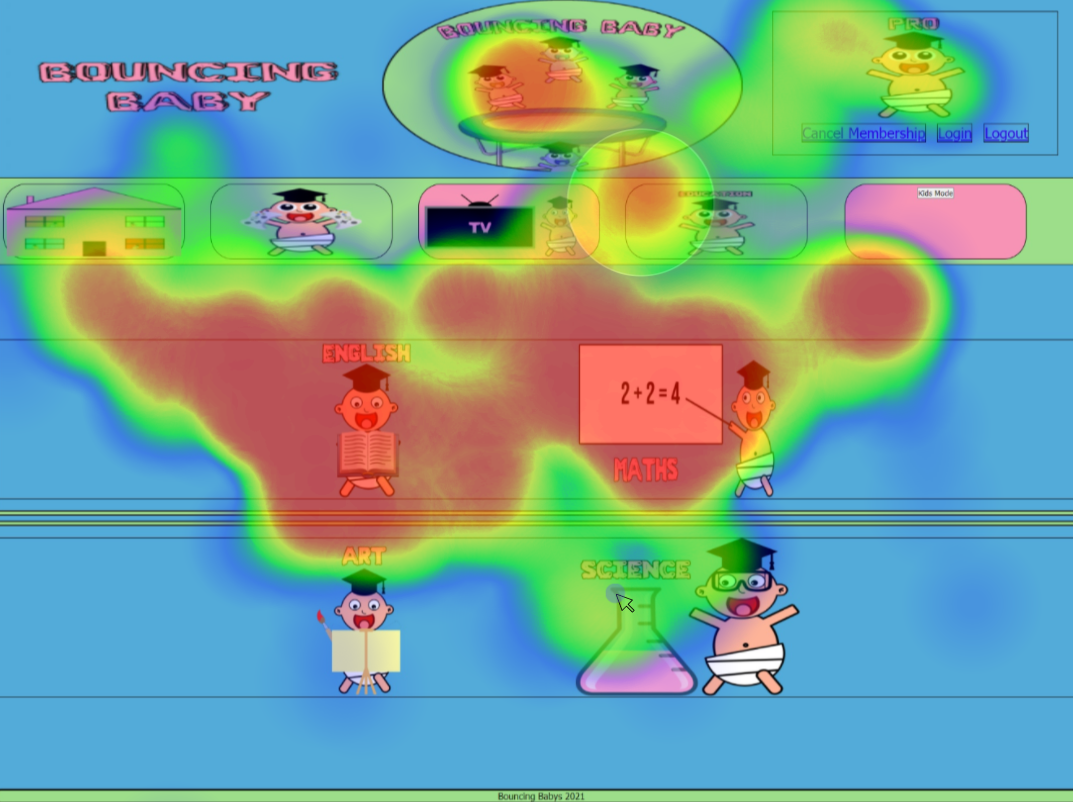 BOUNCING BABY
PRO
BOUNCING
BABY
Cancel Membership Login Logout
TV
EDUCATION
Kids Mode
ENGLISH
2+2=4
MATHS
ART
SCIENCE
Bouncing Babys 2021